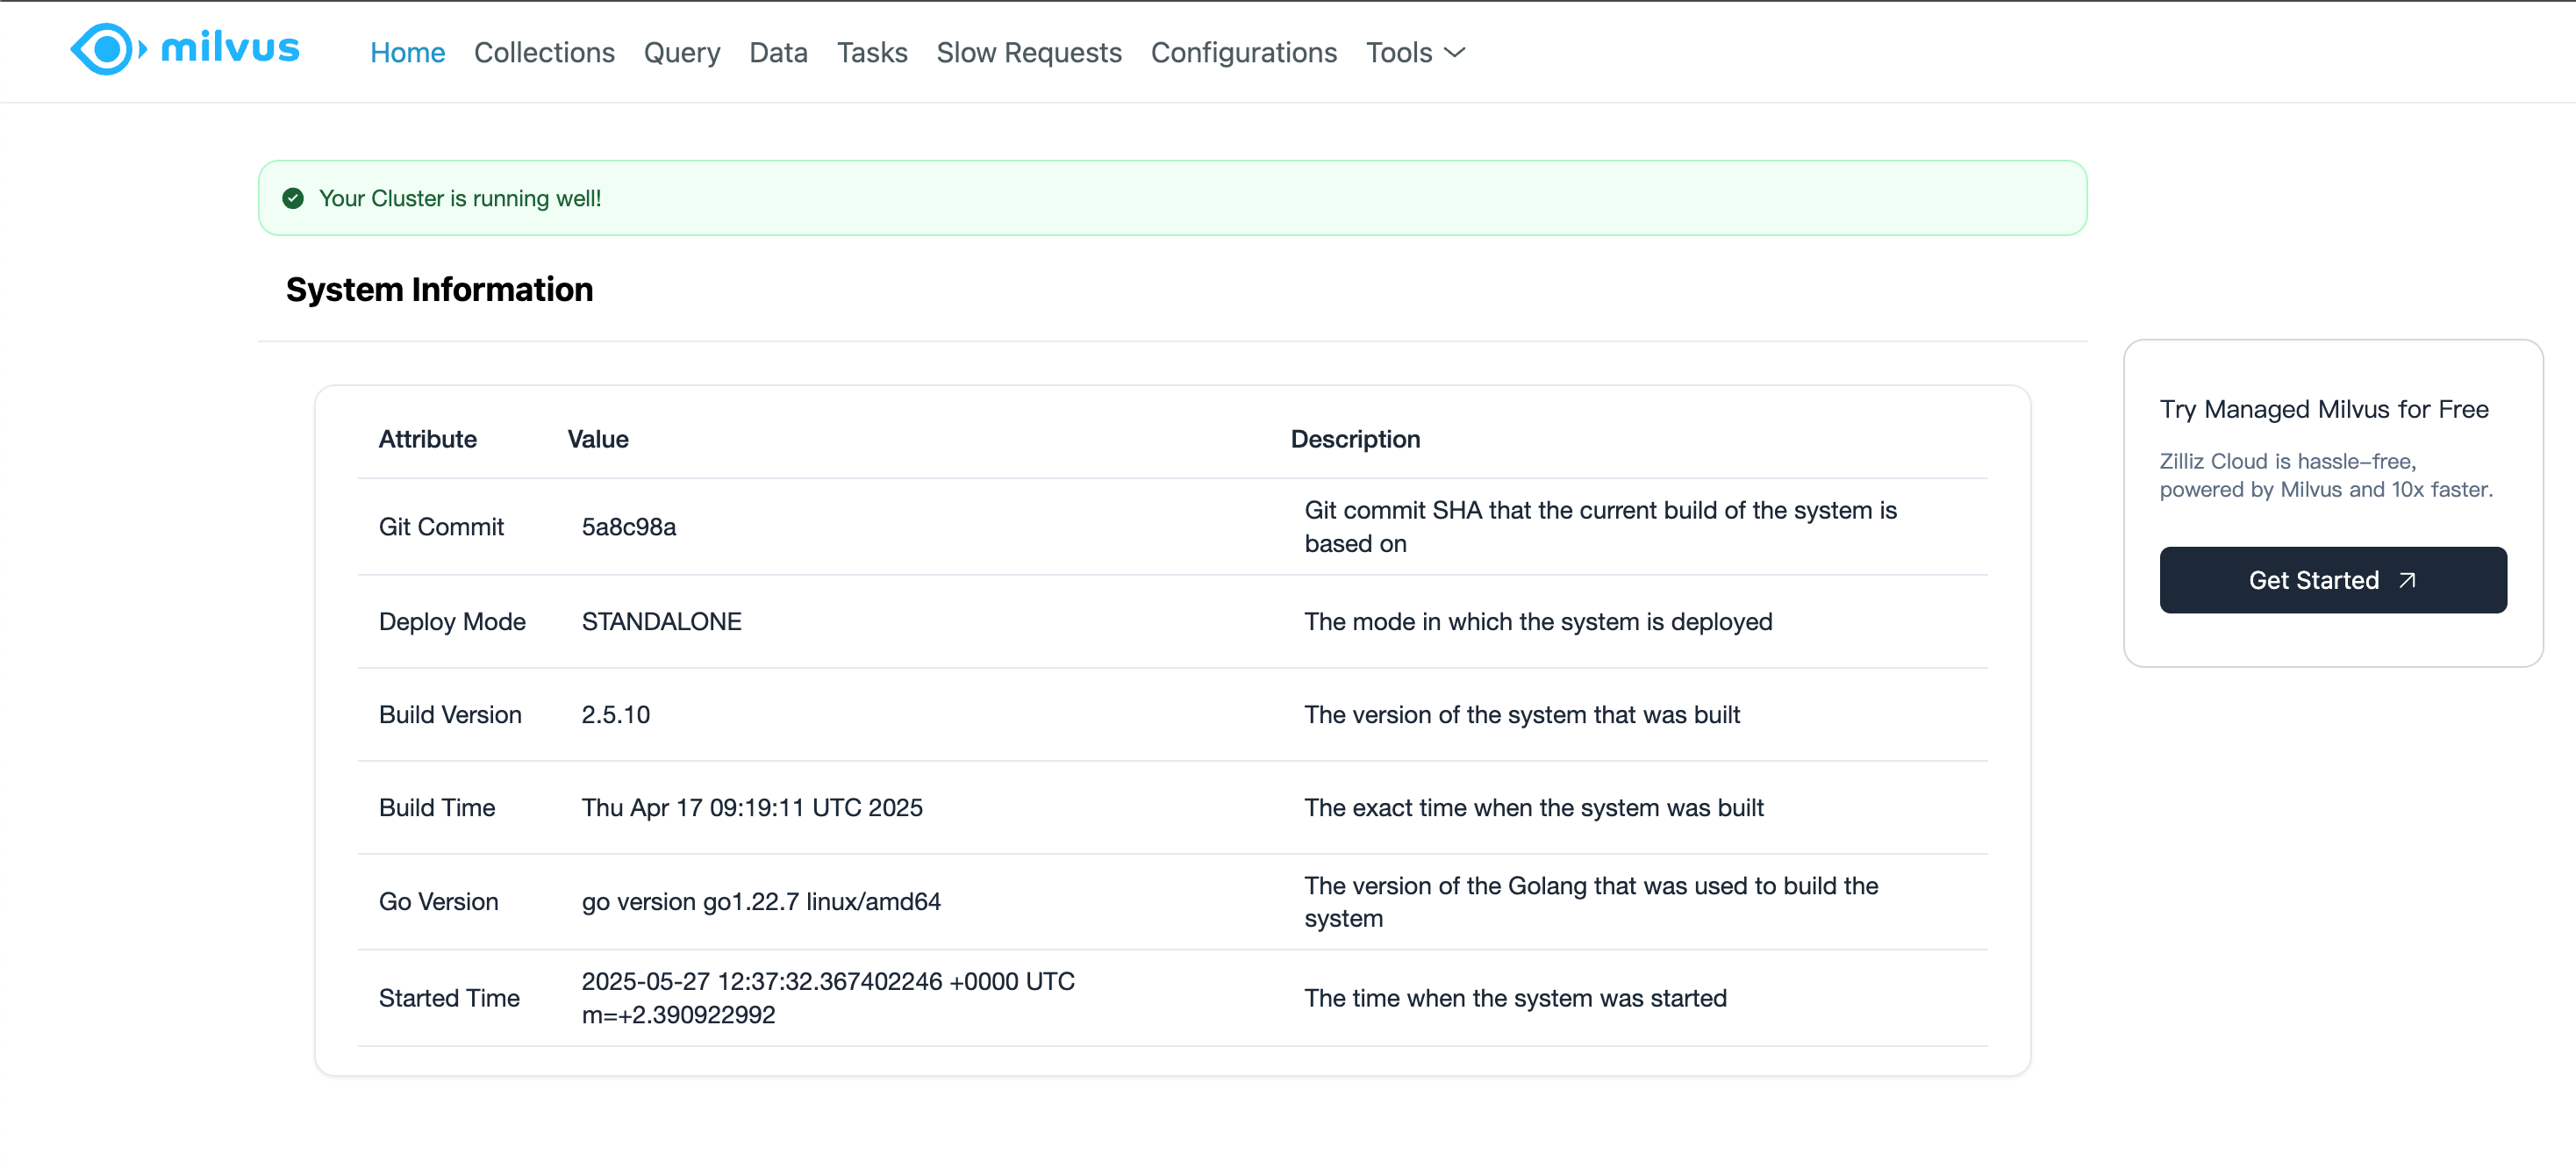 milvus Home Collections Query Data Tasks Slow Requests Configurations Tools
Your Cluster is running well!
System Information
Attribute Value Description
Git Commit 5a8c98a Git commit SHA that the current build of the system is
based on
Deploy Mode STANDALONE The mode in which the system is deployed
Build Version 2.5.10 The version of the system that was built
Build Time Thu Apr 17 09:19:11 UTC 2025 The exact time when the system was built
Go Version go version go1.22.7 linux/amd64 The version of the Golang that was used to build the
system
Started Time 2025-05-27 12:37:32.367402246 +0000 UTC
m=+2.390922992 The time when the system was started
Try Managed Milvus for Free
Zilliz Cloud is hassle-free,
powered by Milvus and 10x faster.
Get Started